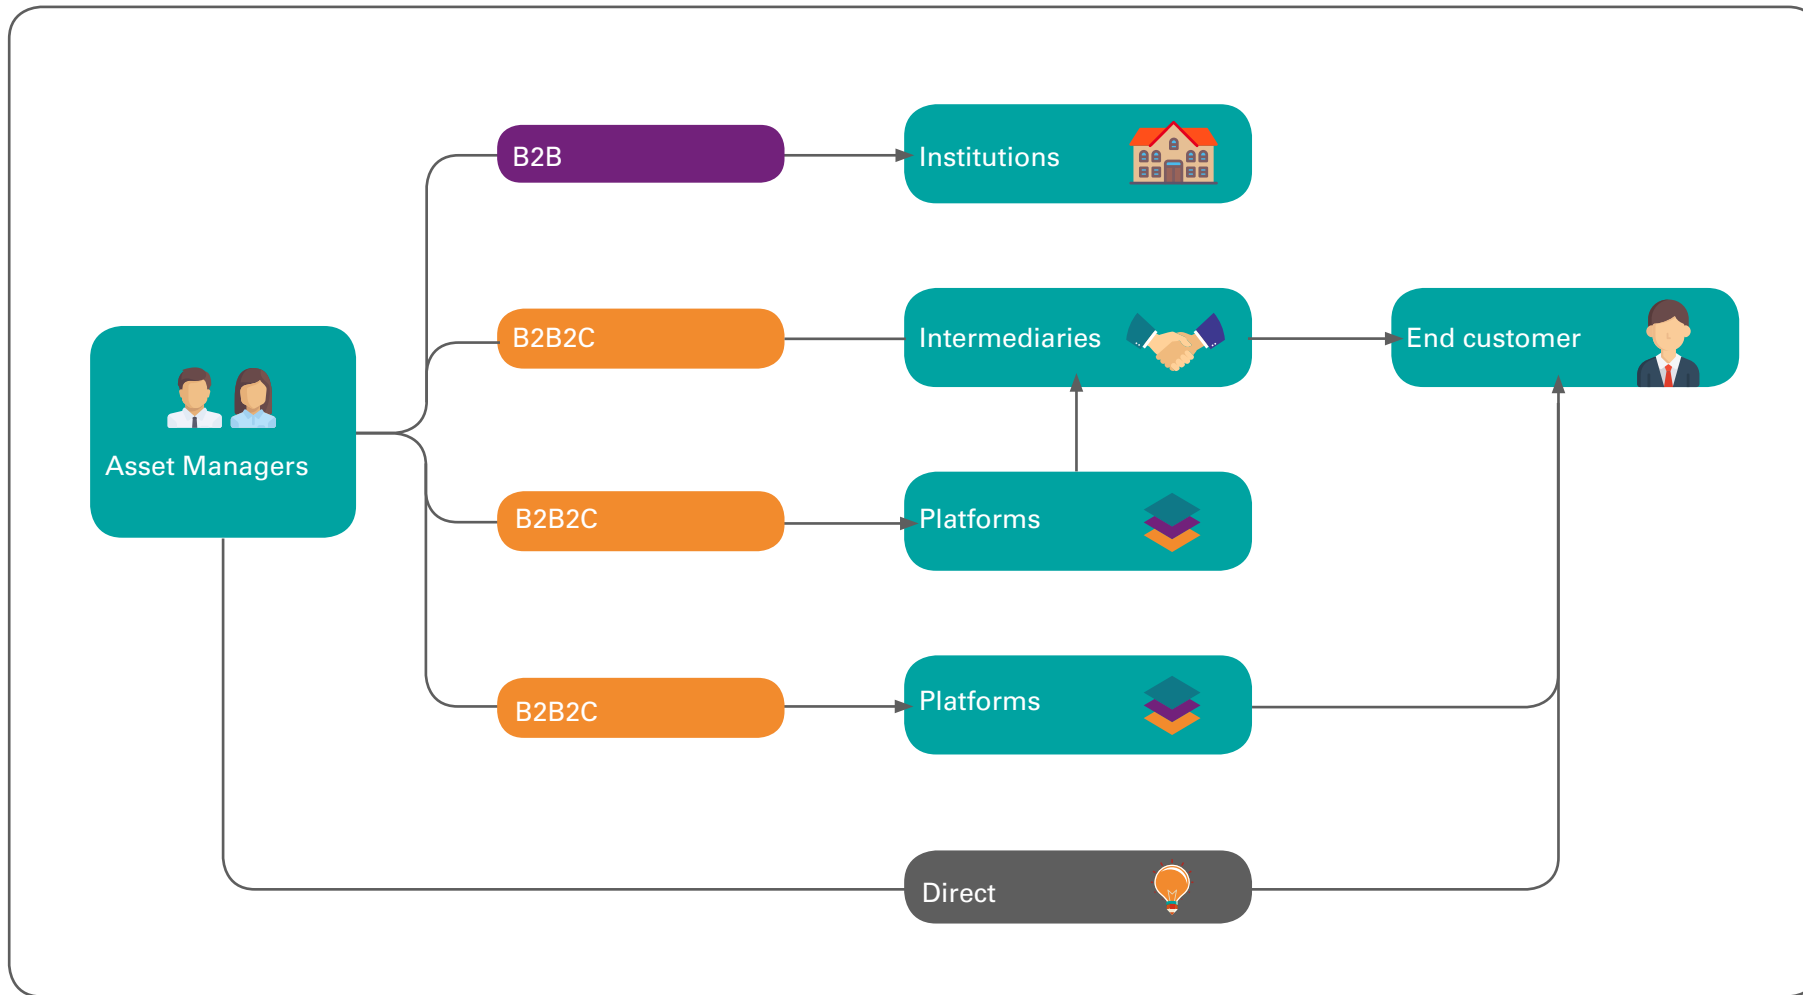 B2B
Institutions
B2B2C
Intermediaries
End customer
Asset Managers
B2B2C
Platforms
B2B2C
Platforms
Direct